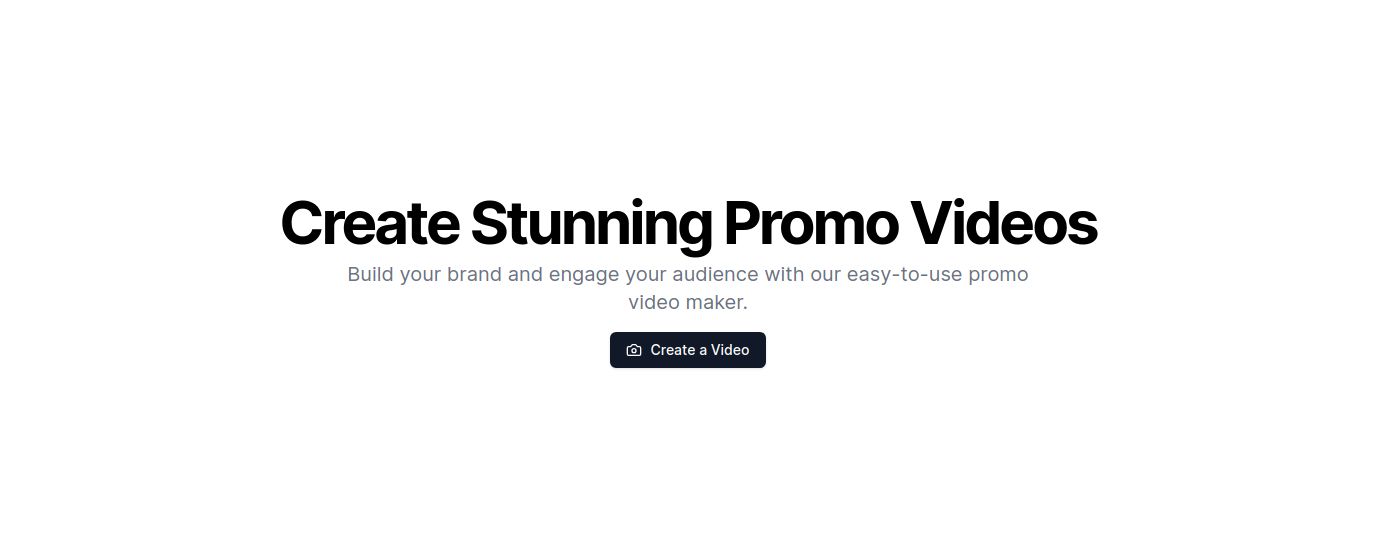 Create Stunning Promo Videos
Build your brand and engage your audience with our easy-to-use promo
video maker.
Create a Video